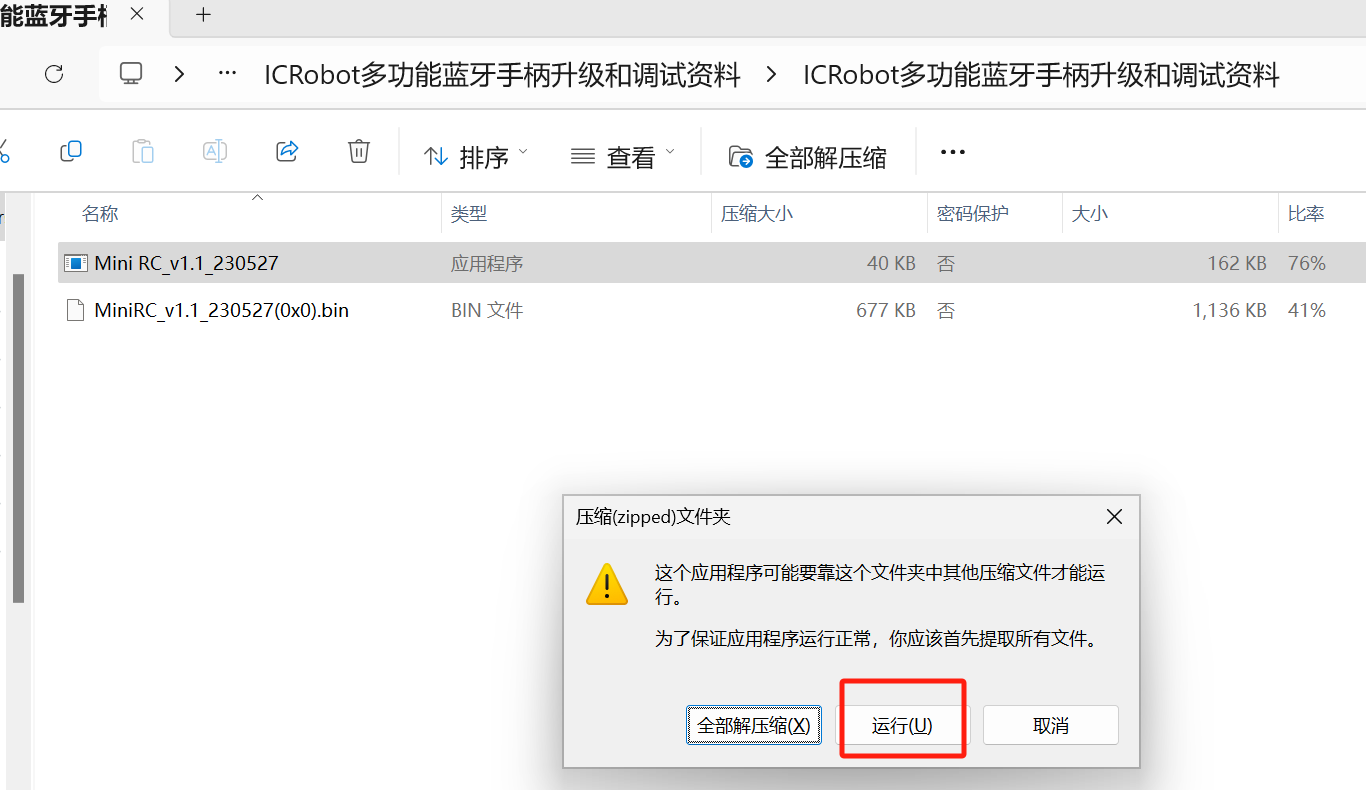 能蓝牙手柄
ICRobot多功能蓝牙手柄升级和调试资料 > ICRobot多功能蓝牙手柄升级和调试资料
排序 查看 全部解压缩
名称 类型 压缩大小 密码保护 大小 比率
Mini RC_v1.1_230527 应用程序 40 KB 否 162 KB 76%
MiniRC_v1.1_230527(0x0).bin BIN 文件 677 KB 否 1,136 KB 41%
压缩(zipped)文件夹
这个应用程序可能要靠这个文件夹中其他压缩文件才能运
行。
为了保证应用程序运行正常，你应该首先提取所有文件。
全部解压缩(X) 运行(U) 取消